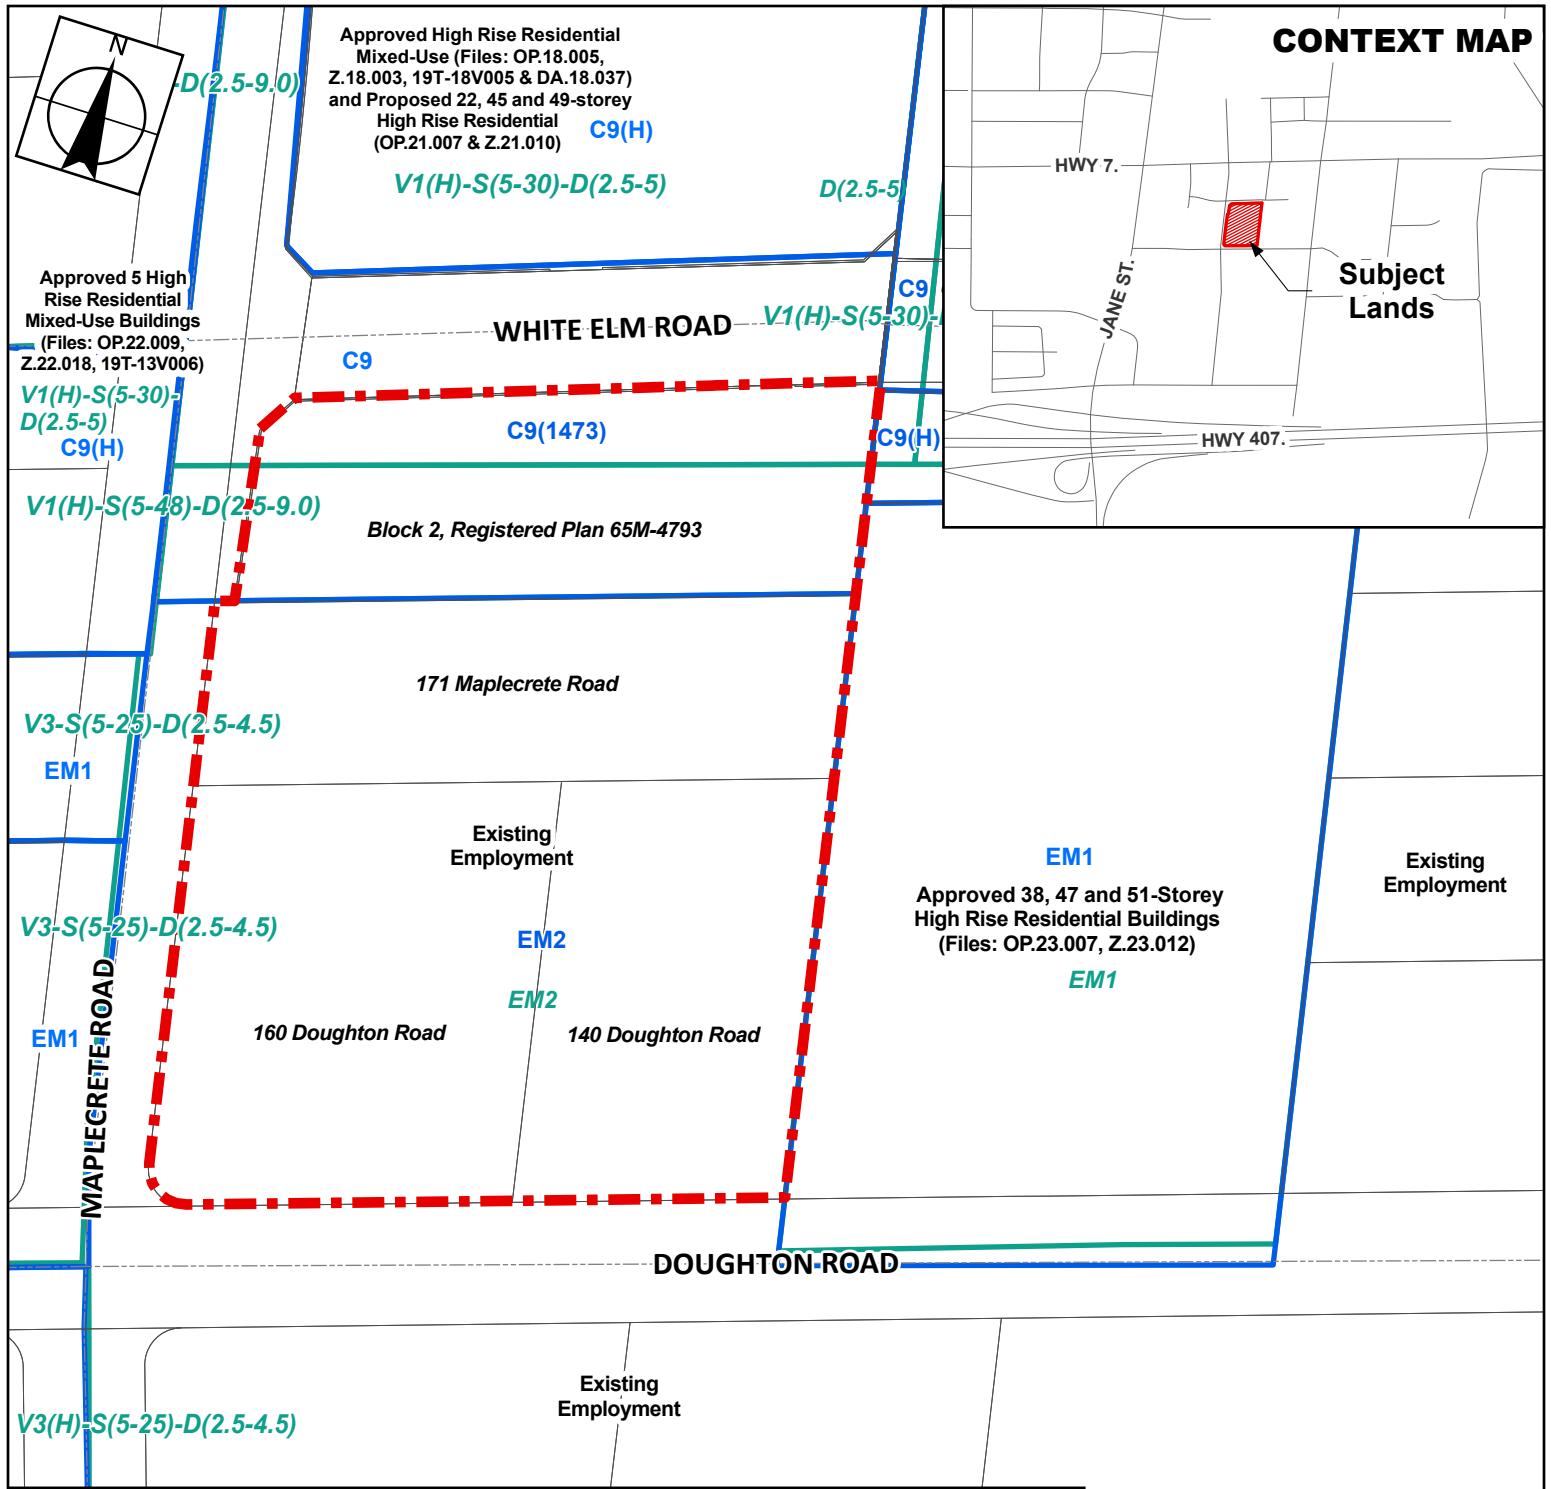 N
-D(2.5-9.0)
Approved High Rise Residential
Mixed-Use (Files: OP.18.005,
Z.18.003, 19T-18V005 & DA.18.037)
and Proposed 22, 45 and 49-storey
High Rise Residential
(OP.21.007 & Z.21.010)
C9(H)
V1(H)-S(5-30)-D(2.5-5)
D(2.5-5)
CONTEXT MAP
HWY 7.
JANE ST.
Subject
Lands
HWY 407.
Approved 5 High
Rise Residential
Mixed-Use Buildings
(Files: OP.22.009,
Z.22.018, 19T-13V006)
V1(H)-S(5-30)-
D(2.5-5)
C9(H)
C9
V1(H)-S(5-30)-
WHITE ELM ROAD
C9
C9(1473)
C9(H)
V1(H)-S(5-48)-D(2.5-9.0)
Block 2, Registered Plan 65M-4793
171 Maplecrete Road
V3-S(5-25)-D(2.5-4.5)
EM1
Existing
Employment
EM1
Approved 38, 47 and 51-Storey
High Rise Residential Buildings
(Files: OP.23.007, Z.23.012)
EM1
Existing
Employment
V3-S(5-25)-D(2.5-4.5)
EM2
EM2
EM1
160 Doughton Road
140 Doughton Road
MAPLECRETE ROAD
DOUGHTON ROAD
Existing
Employment
V3(H)-S(5-25)-D(2.5-4.5)